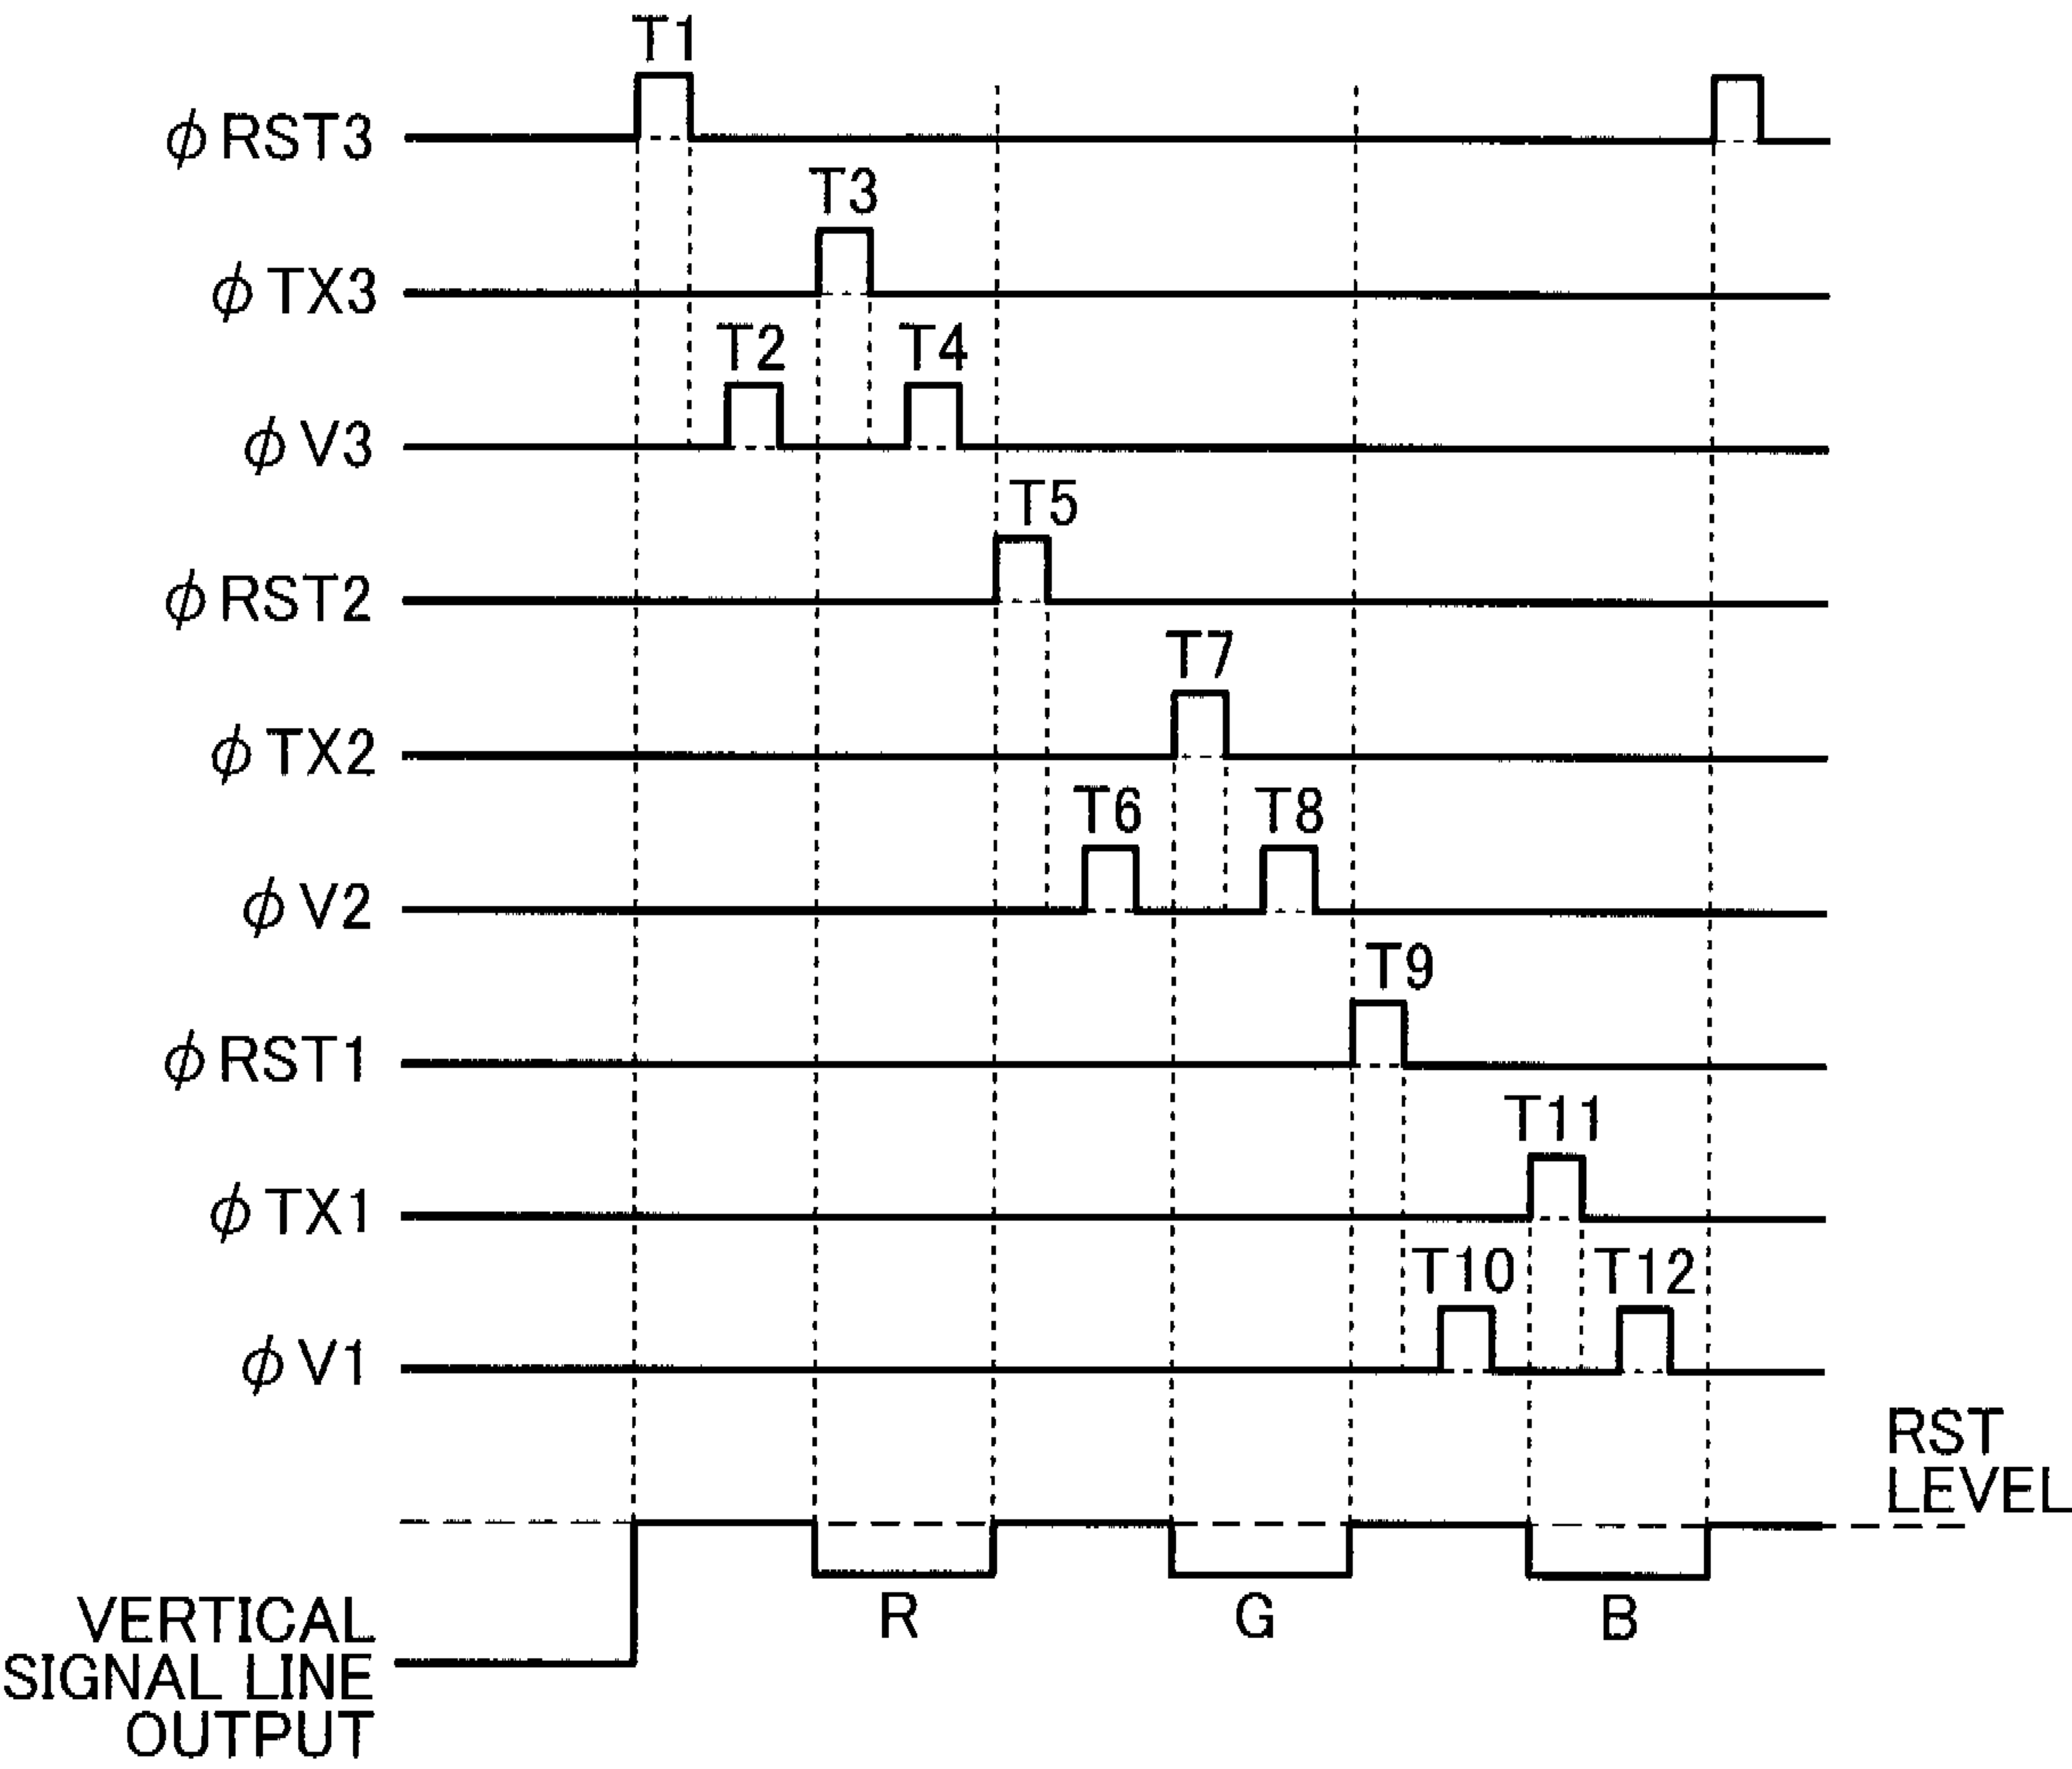 T1
φRST3
T3
φTX3
T2 T4
φV3
T5
φRST2
T7
φTX2
T6 T8
φV2
T9
φRST1
T11
φTX1
T10 T12
φV1
RST
LEVEL
R G B
VERTICAL
SIGNAL LINE
OUTPUT